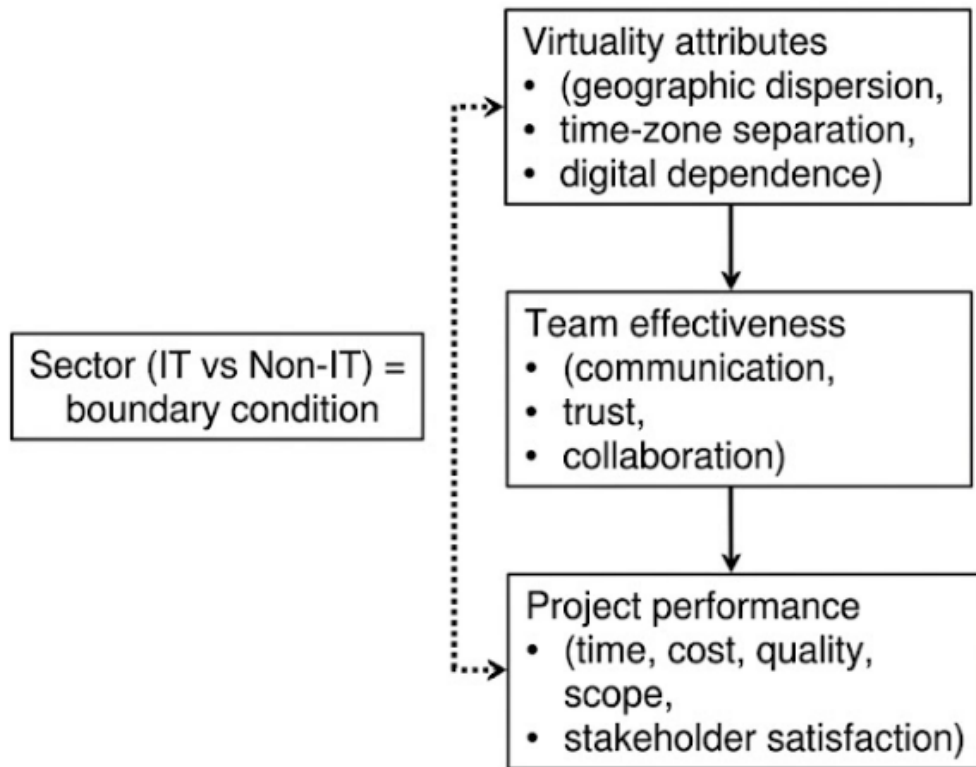 Virtuality attributes
• (geographic dispersion,
• time-zone separation,
• digital dependence)
Team effectiveness
• (communication,
• trust,
• collaboration)
Sector (IT vs Non-IT) =
boundary condition
Project performance
• (time, cost, quality,
scope,
• stakeholder satisfaction)